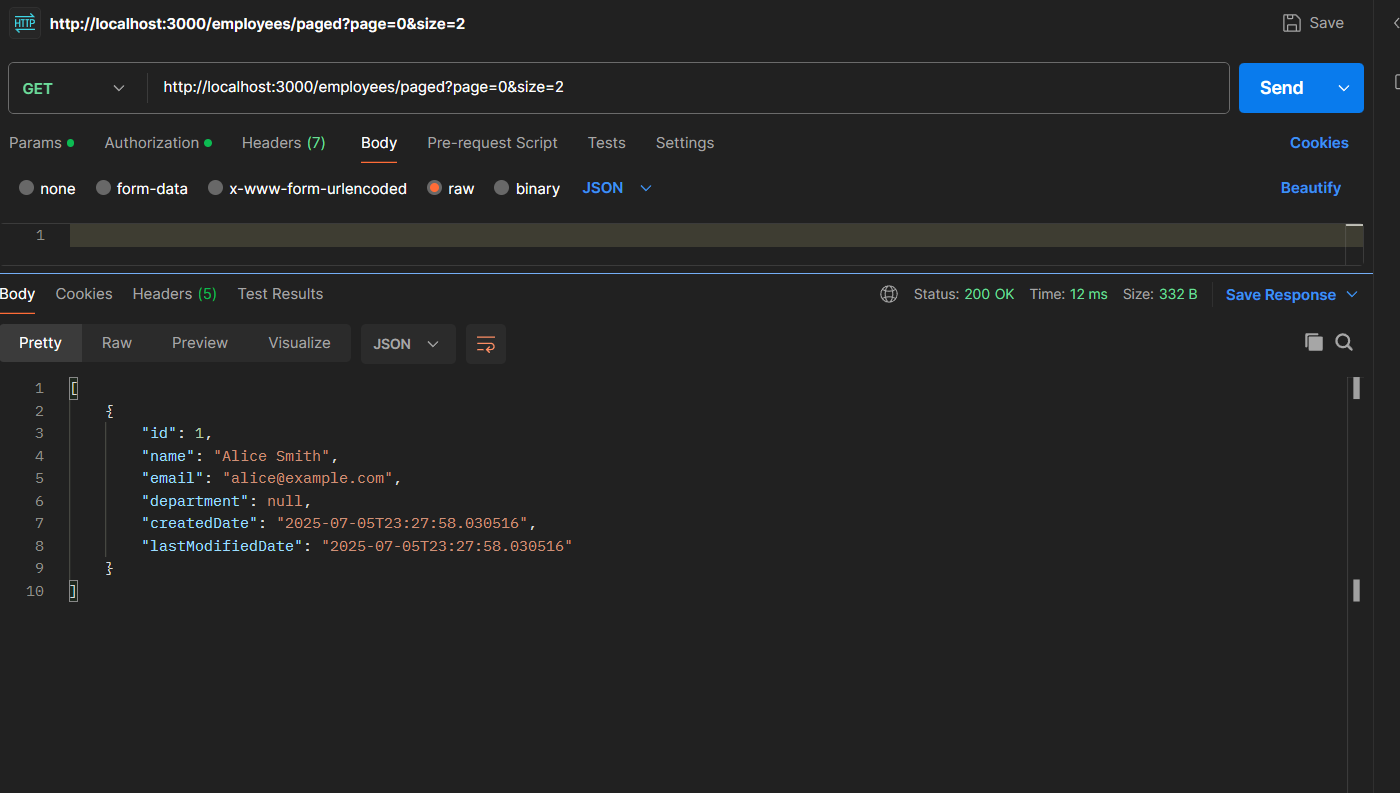 HTTP http://localhost:3000/employees/paged?page=0&size=2 Save
GET http://localhost:3000/employees/paged?page=0&size=2 Send
Params Authorization Headers (7) Body Pre-request Script Tests Settings Cookies
none form-data x-www-form-urlencoded raw binary JSON Beautify
1
Body Cookies Headers (5) Test Results Status: 200 OK Time: 12 ms Size: 332 B Save Response
Pretty Raw Preview Visualize JSON
1 [
2 {
3 "id": 1,
4 "name": "Alice Smith",
5 "email": "alice@example.com",
6 "department": null,
7 "createdDate": "2025-07-05T23:27:58.030516",
8 "lastModifiedDate": "2025-07-05T23:27:58.030516"
9 }
10 ]